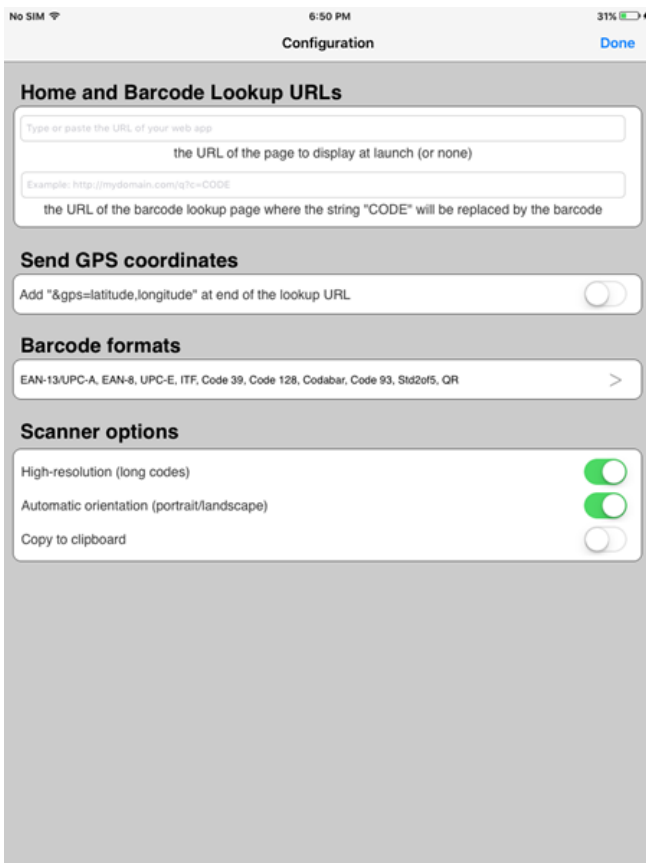 No SIM 6:50 PM 31%
Configuration Done
Home and Barcode Lookup URLs
Type or paste the URL of your web app
the URL of the page to display at launch (or none)
Example: http://mydomain.com/q?c=CODE
the URL of the barcode lookup page where the string "CODE" will be replaced by the barcode
Send GPS coordinates
Add "&gps=latitude,longitude" at end of the lookup URL
Barcode formats
EAN-13/UPC-A, EAN-8, UPC-E, ITF, Code 39, Code 128, Codabar, Code 93, Std2of5, QR >
Scanner options
High-resolution (long codes)
Automatic orientation (portrait/landscape)
Copy to clipboard